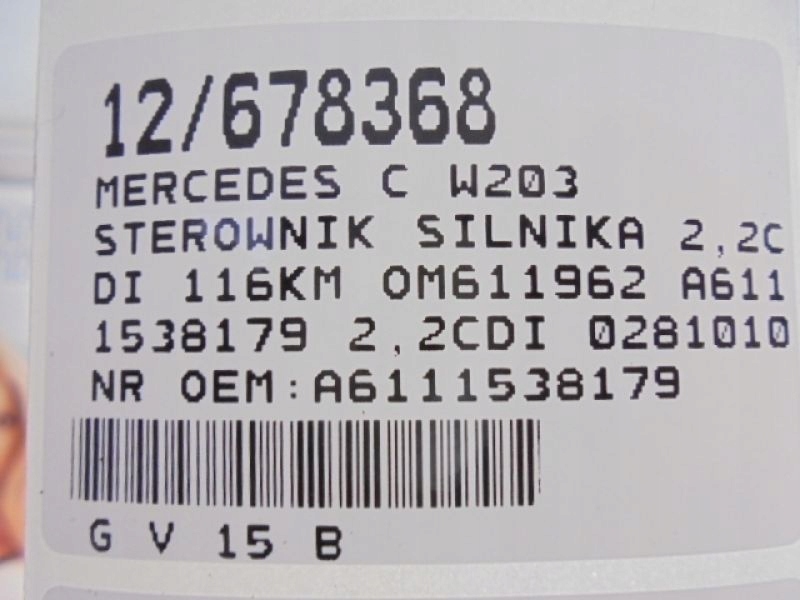 12/678368
MERCEDES C W203
STEROWNIK SILNIKA 2,2C
DI 116KM OM611962 A611
1538179 2,2CDI 0281010
NR OEM:A6111538179
G V 15 B